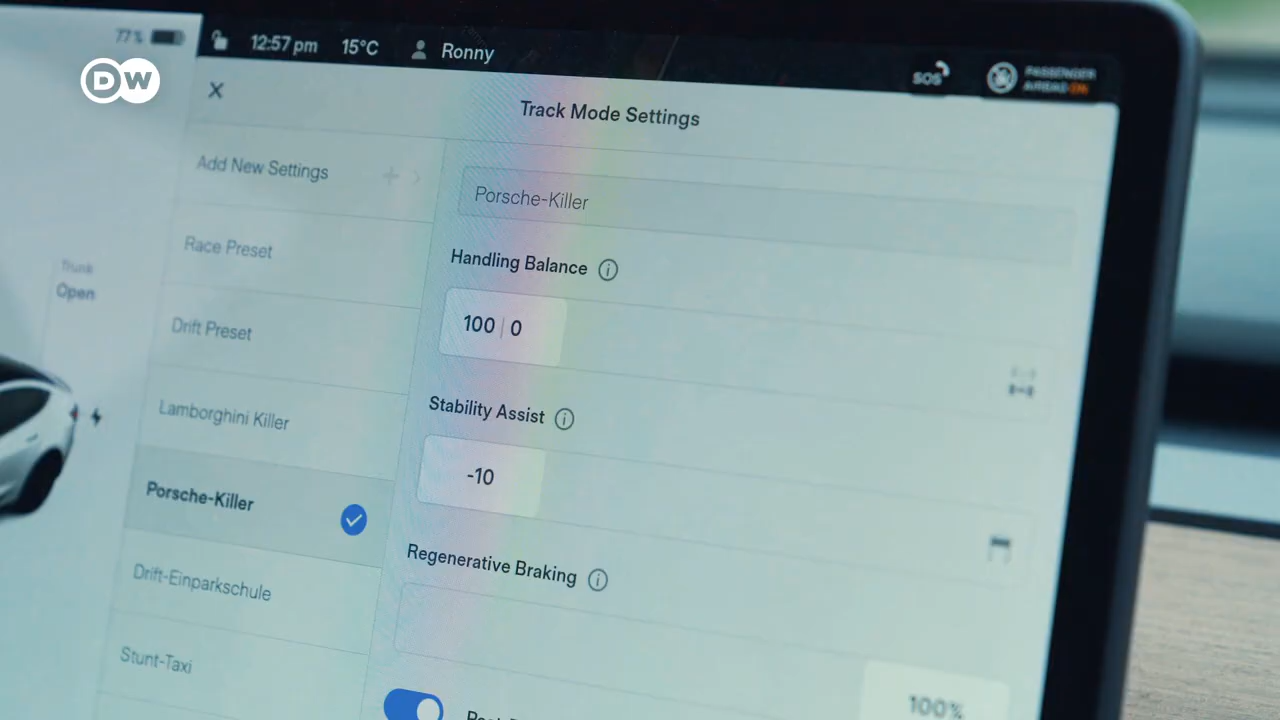 77%
12:57 pm 15°C Ronny
SOS
PASSENGER
AIRBAG ON
DW
Track Mode Settings
Add New Settings
Porsche-Killer
Race Preset
Handling Balance
Trunk
Open
100 | 0
Drift Preset
Lamborghini Killer
Stability Assist
-10
Porsche-Killer
Regenerative Braking
Drift-Einparkschule
Stunt-Taxi
100%